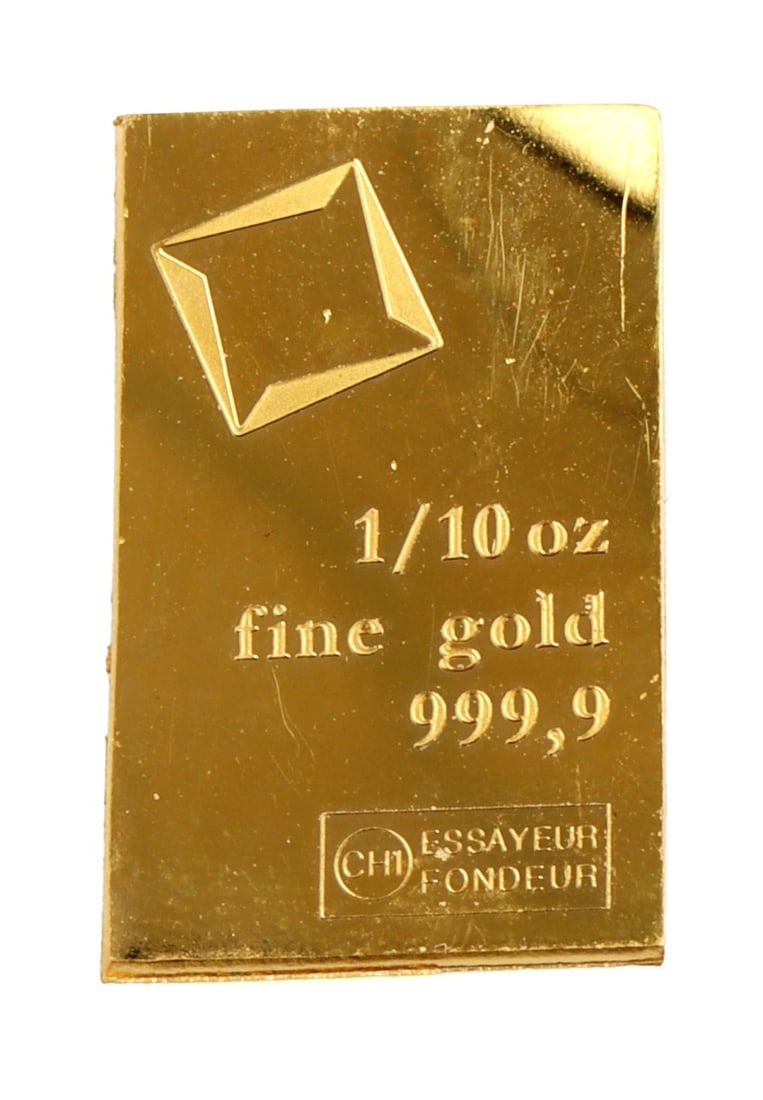 1/10 oz
fine gold
999,9
CH1 ESSAYEUR
FONDEUR